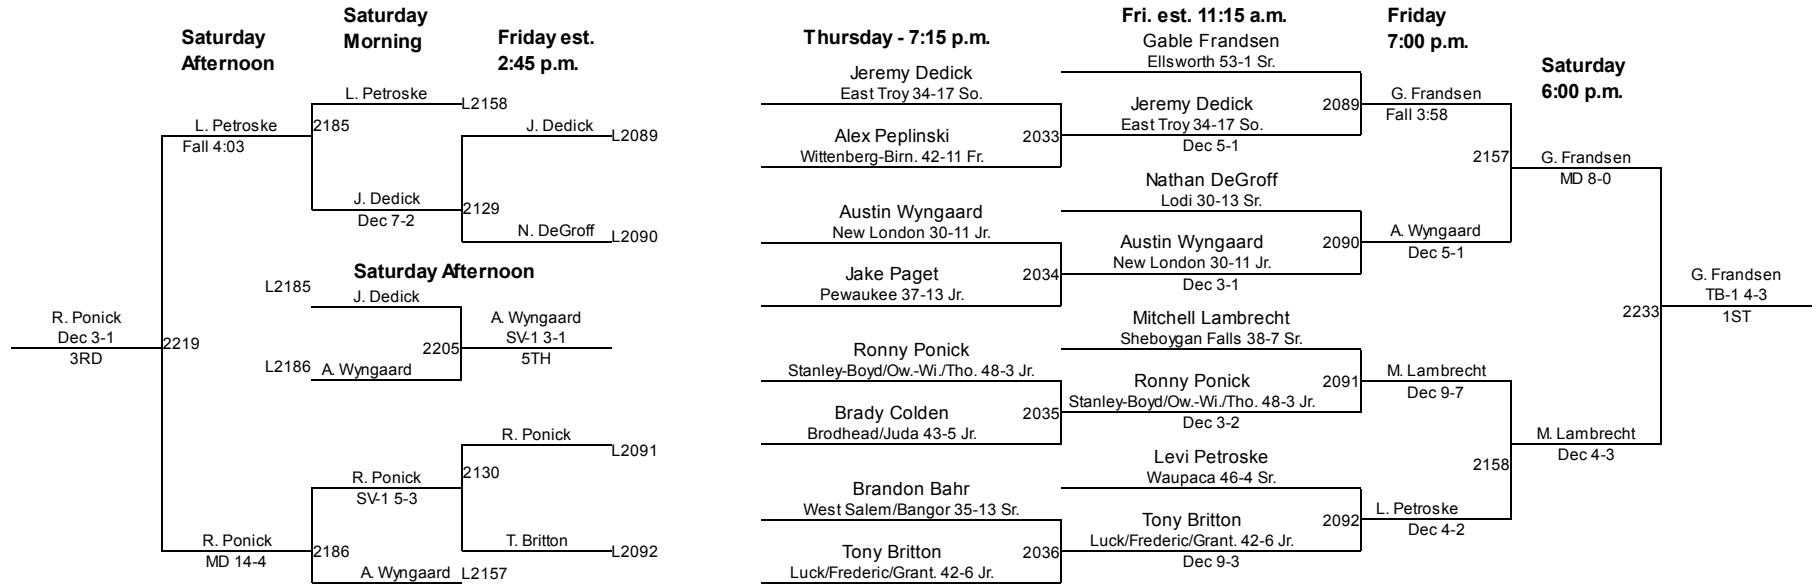 Saturday
Afternoon
Saturday
Morning
Friday est.
2:45 p.m.
L. Petroske
L2158
L. Petroske
2185
Fall 4:03
J. Dedick
L2089
J. Dedick
2129
Dec 7-2
N. DeGroff
L2090
Saturday Afternoon
L2185
J. Dedick
R. Ponick
Dec 3-1
3RD
2219
A. Wyngaard
SV-1 3-1
5TH
2205
L2186
A. Wyngaard
R. Ponick
L2091
R. Ponick
2130
SV-1 5-3
R. Ponick
2186
MD 14-4
T. Britton
L2092
A. Wyngaard
L2157
Thursday - 7:15 p.m.
Jeremy Dedick
East Troy 34-17 So.
Alex Peplinski
2033
Wittenberg-Birn. 42-11 Fr.
Austin Wyngaard
New London 30-11 Jr.
Jake Paget
2034
Pewaukee 37-13 Jr.
Ronny Ponick
Stanley-Boyd/Ow.-Wi./Tho. 48-3 Jr.
Brady Colden
2035
Brodhead/Juda 43-5 Jr.
Brandon Bahr
West Salem/Bangor 35-13 Sr.
Tony Britton
2036
Luck/Frederic/Grant. 42-6 Jr.
Fri. est. 11:15 a.m.
Gable Frandsen
Ellsworth 53-1 Sr.
Jeremy Dedick
2089
East Troy 34-17 So.
Dec 5-1
Nathan DeGroff
Lodi 30-13 Sr.
Austin Wyngaard
2090
New London 30-11 Jr.
Dec 3-1
Mitchell Lambrecht
Sheboygan Falls 38-7 Sr.
Ronny Ponick
2091
Stanley-Boyd/Ow.-Wi./Tho. 48-3 Jr.
Dec 3-2
Levi Petroske
Waupaca 46-4 Sr.
Tony Britton
2092
Luck/Frederic/Grant. 42-6 Jr.
Dec 9-3
Friday
7:00 p.m.
G. Frandsen
Fall 3:58
2157
A. Wyngaard
Dec 5-1
M. Lambrecht
Dec 9-7
2158
L. Petroske
Dec 4-2
Saturday
6:00 p.m.
G. Frandsen
MD 8-0
2233
M. Lambrecht
Dec 4-3
G. Frandsen
TB-1 4-3
1ST